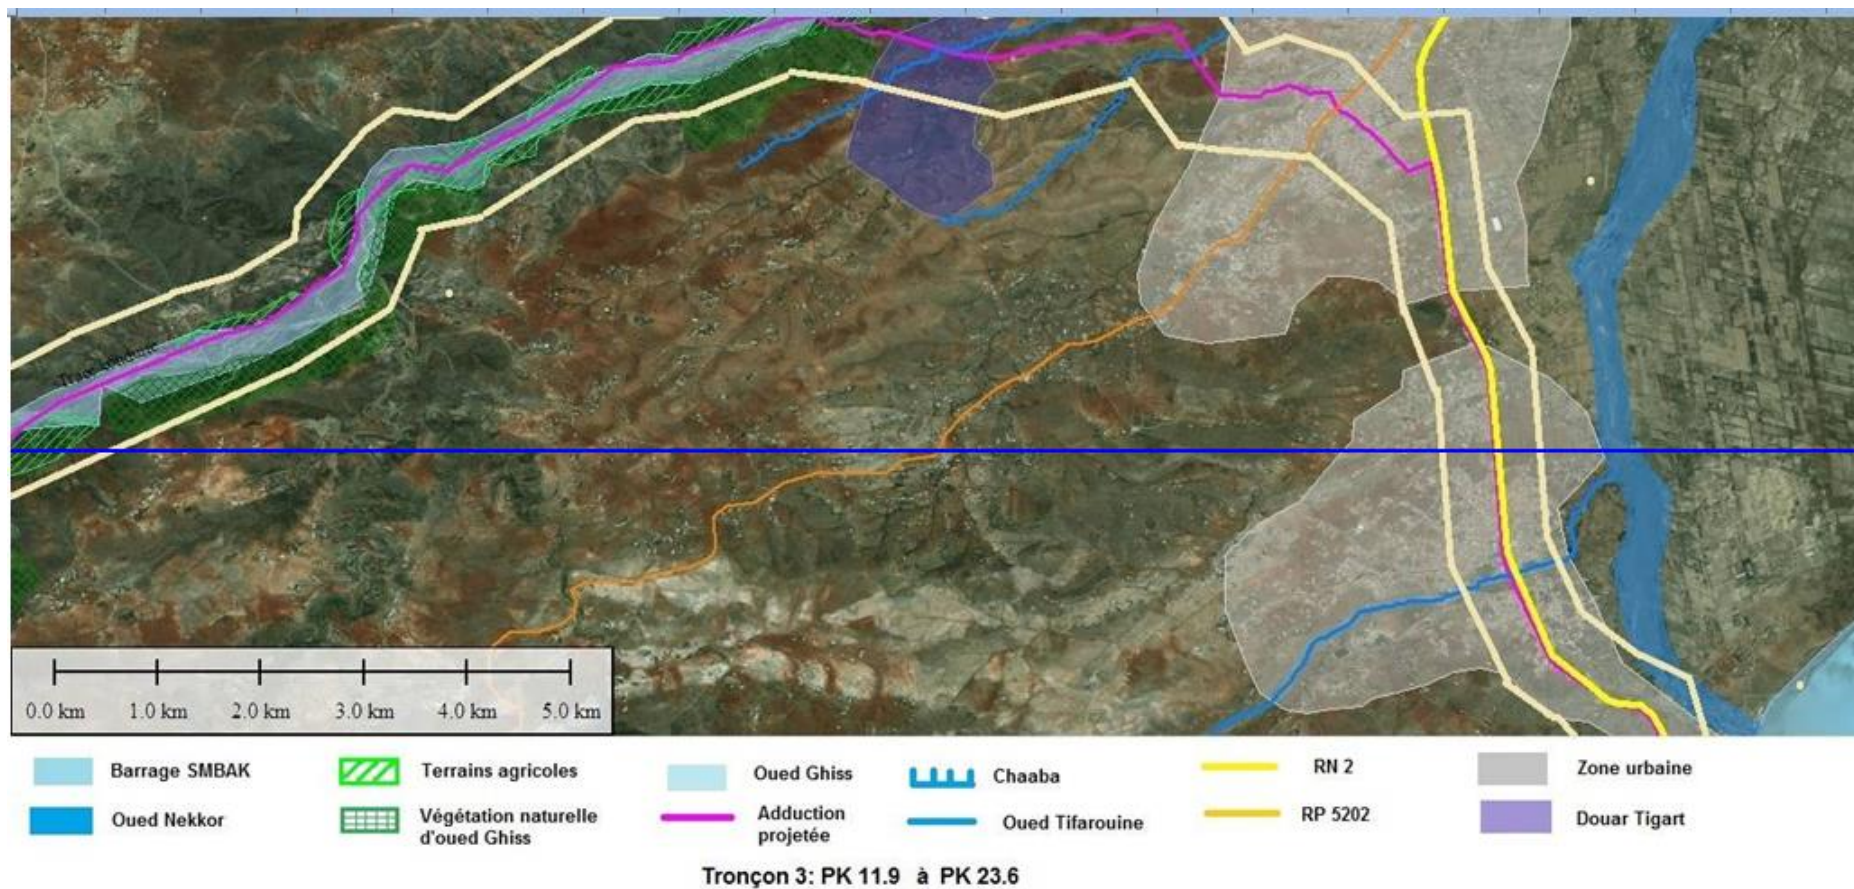 0.0 km 1.0 km 2.0 km 3.0 km 4.0 km 5.0 km
Barrage SMBAK
Terrains agricoles
Oued Ghiss
Chaaba
RN 2
Zone urbaine
Oued Nekkor
Végétation naturelle
d'oued Ghiss
Adduction
projetée
Oued Tifarouine
RP 5202
Douar Tigart
Tronçon 3: PK 11.9 à PK 23.6